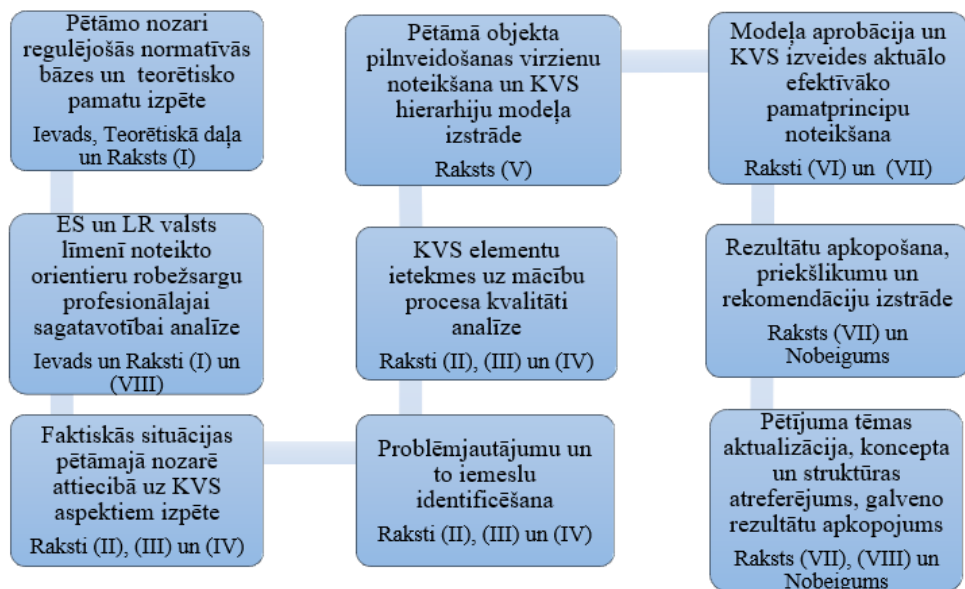 Pētāmo nozari
regulējošās normatīvās
bāzes un teorētisko
pamatu izpēte
Ievads, Teorētiskā daļa
un Raksts (I)
ES un LR valsts
līmenī noteikto
orientieru robežsargu
profesionālajai
sagatavotībai analīze
Ievads un Raksti (I) un
(VIII)
Faktiskās situācijas
pētāmajā nozarē
attiecībā uz KVS
aspektiem izpēte
Raksti (II), (III) un (IV)
Problēmjautājumu un
to iemeslu
identificēšana
Raksti (II), (III) un (IV)
KVS elementu
ietekmes uz mācību
procesa kvalitāti
analīze
Raksti (II), (III) un (IV)
Pētāmā objekta
pilnveidošanas virzienu
noteikšana un KVS
hierarhiju modeļa
izstrāde
Raksts (V)
Modeļa aprobācija un
KVS izveides aktuālo
efektīvāko
pamatprincipu
noteikšana
Raksti (VI) un (VII)
Rezultātu apkopošana,
priekšlikumu un
rekomendāciju izstrāde
Raksts (VII) un
Nobeigums
Pētījuma tēmas
aktualizācija, koncepta
un struktūras
atreferējums, galveno
rezultātu apkopojums
Raksts (VII), (VIII) un
Nobeigums